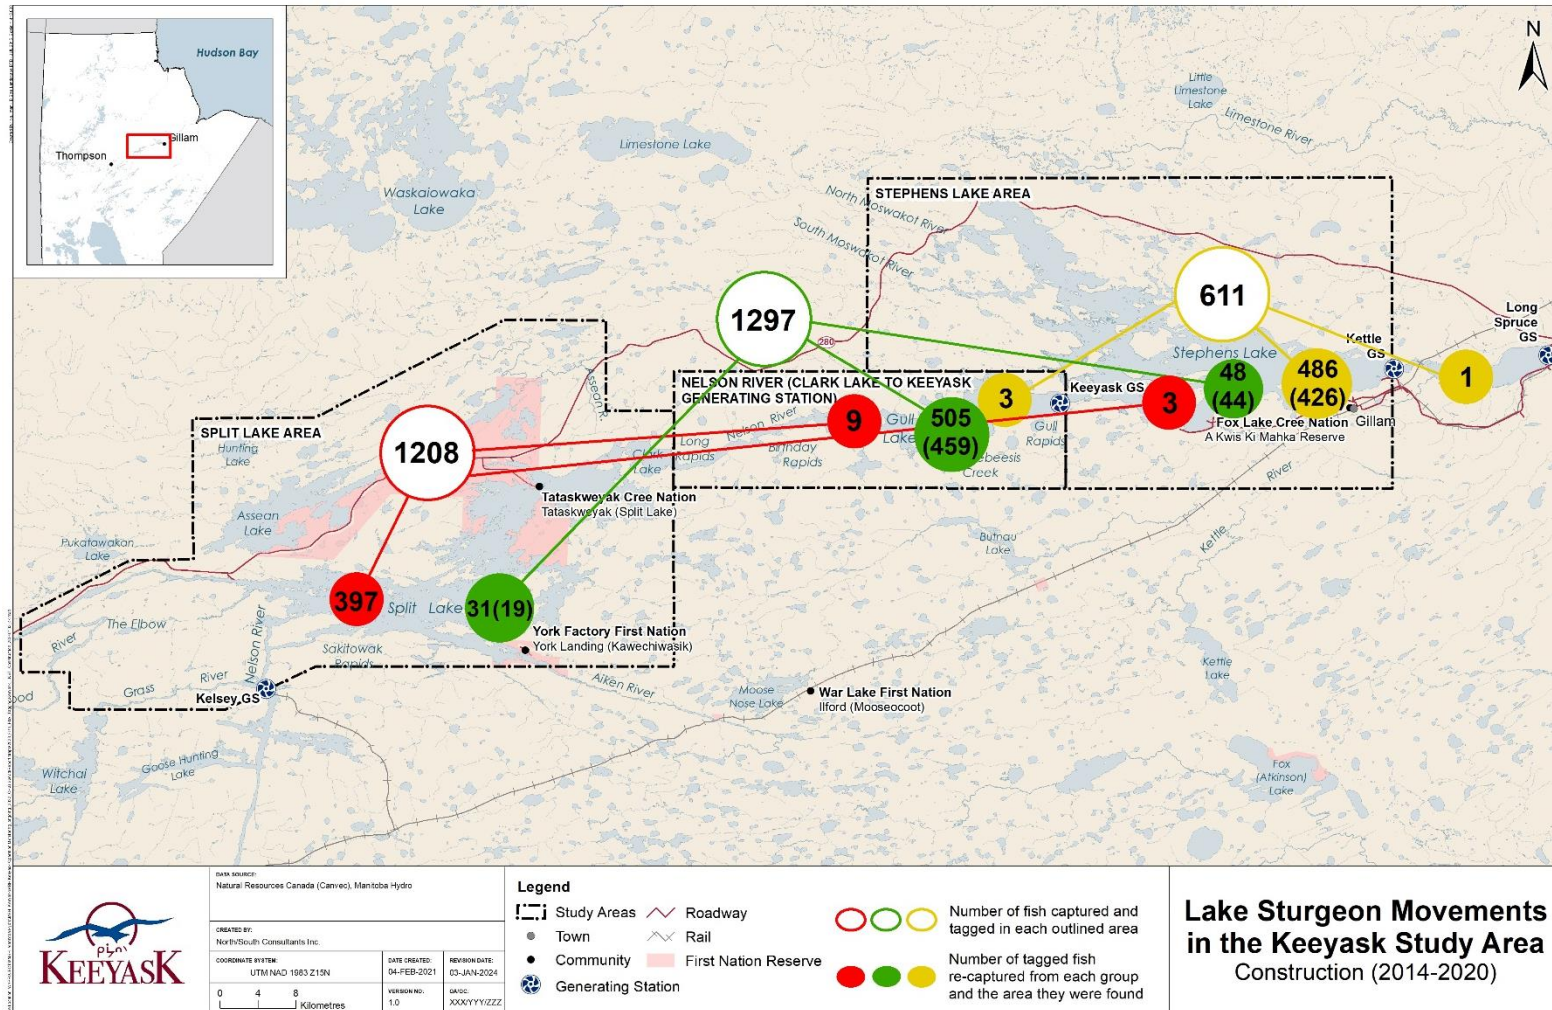 Hudson Bay
Gillam
Thompson
N
Little
Limestone
Lake
Limestone River
Limestone Lake
Waskaiowaka
Lake
STEPHENS LAKE AREA
North Moswakot River
South Moswakot River
1297
611
280
Long
Spruce
GS
Kettle
GS
Stephens Lake
NELSON RIVER (CLARK LAKE TO KEEYASK
GENERATING STATION)
Keeyask GS
3
9
505
(459)
3
48
(44)
486
(426)
1
Gull
Lake
Nelson River
Birthday
Rapids
Long
Rapids
Gull
Rapids
Creek
Fox Lake Cree Nation
A Kwis Ki Mahka Reserve
Gillam
SPLIT LAKE AREA
Hunting
Lake
1208
Clark
Lake
Tataskweyak Cree Nation
Tataskweyak (Split Lake)
Assean
Lake
Pukatawakan
Lake
397
Split Lake
31(19)
York Factory First Nation
York Landing (Kawechiwasik)
The Elbow
River
Sakitowak
Rapids
Nelson River
Grass River
Kelsey GS
Aiken River
Moose
Nose Lake
War Lake First Nation
Ilford (Mooseocoot)
Butnau
Lake
Kettle
River
Kettle
Lake
Witchai
Lake
Goose Hunting
Lake
Fox
(Atkinson)
Lake
KEEYASK
DATA SOURCE:
Natural Resources Canada (Canvec), Manitoba Hydro
CREATED BY:
North/South Consultants Inc.
COORDINATE SYSTEM:
UTM NAD 1983 Z15N
DATE CREATED:
04-FEB-2021
REVISION DATE:
03-JAN-2024
0 4 8
Kilometres
VERSION NO:
1.0
QA/QC:
XXX/YYY/ZZZ
Legend
Study Areas
Town
Community
Generating Station
Roadway
Rail
First Nation Reserve
Number of fish captured and
tagged in each outlined area
Number of tagged fish
re-captured from each group
and the area they were found
Lake Sturgeon Movements
in the Keeyask Study Area
Construction (2014-2020)